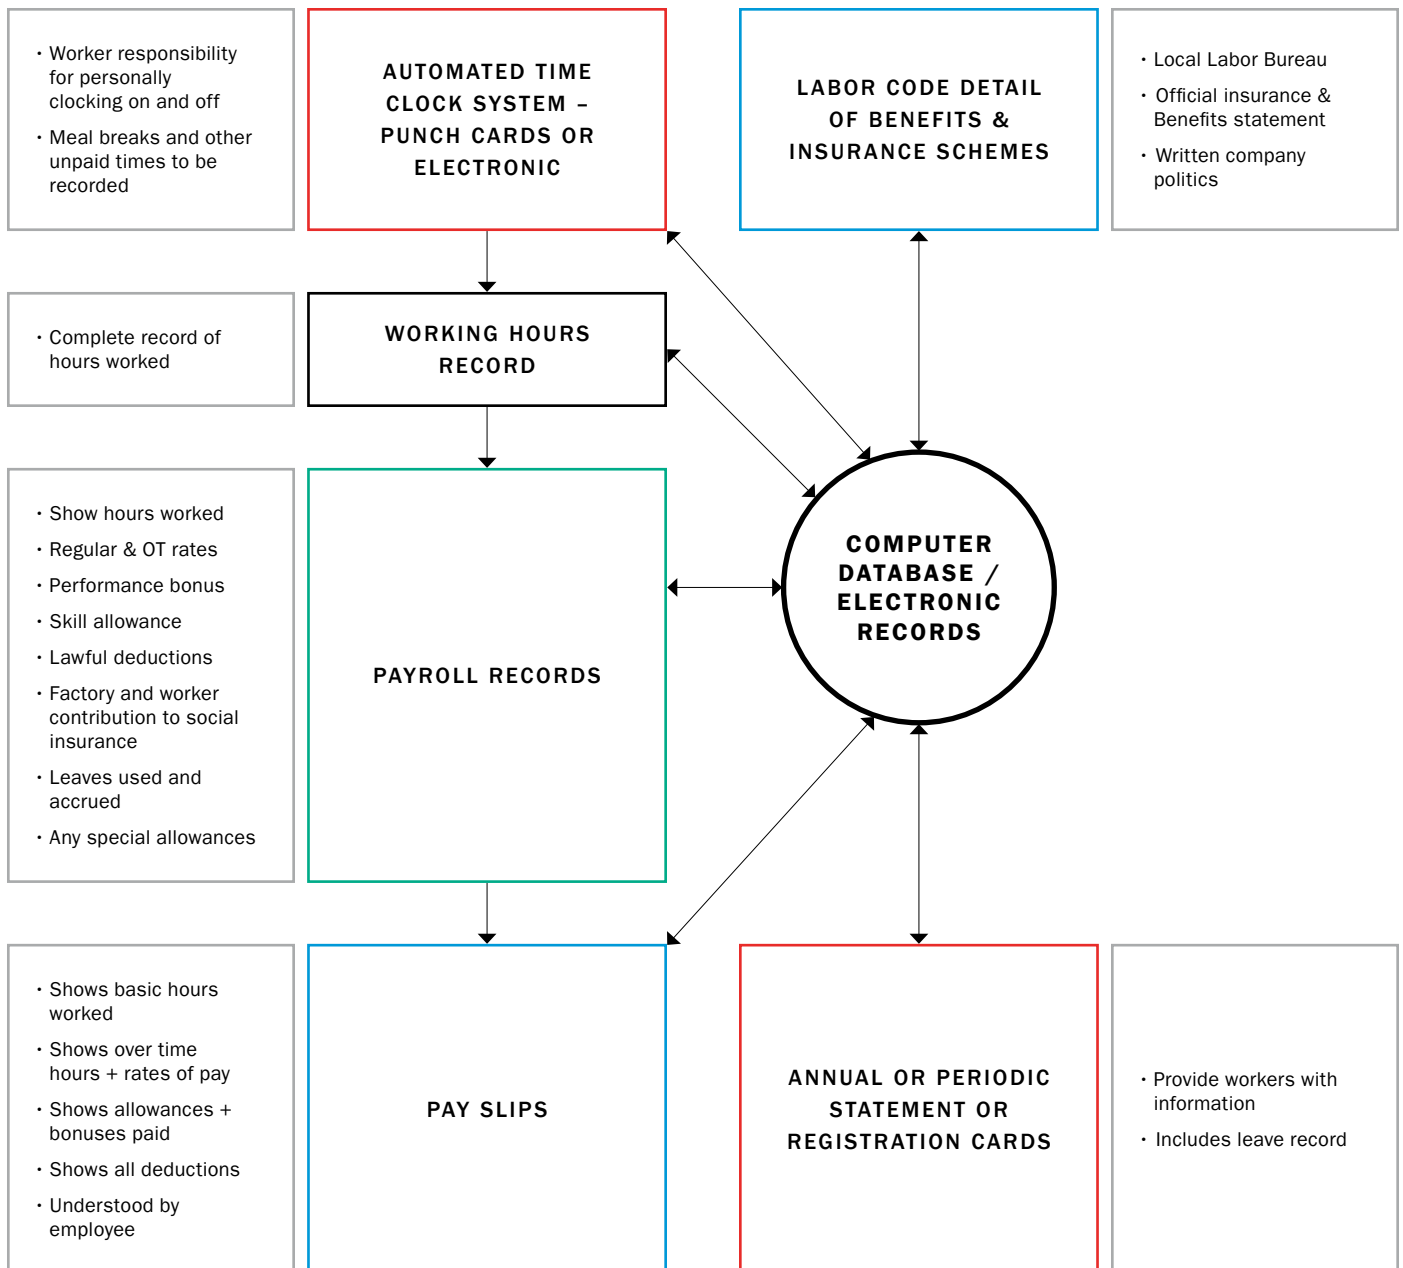 · Worker responsibility
for personally
clocking on and off
· Meal breaks and other
unpaid times to be
recorded
AUTOMATED TIME
CLOCK SYSTEM –
PUNCH CARDS OR
ELECTRONIC
LABOR CODE DETAIL
OF BENEFITS &
INSURANCE SCHEMES
· Local Labor Bureau
· Official insurance &
Benefits statement
· Written company
politics
· Complete record of
hours worked
WORKING HOURS
RECORD
· Show hours worked
· Regular & OT rates
· Performance bonus
· Skill allowance
· Lawful deductions
· Factory and worker
contribution to social
insurance
· Leaves used and
accrued
· Any special allowances
PAYROLL RECORDS
COMPUTER
DATABASE /
ELECTRONIC
RECORDS
· Shows basic hours
worked
· Shows over time
hours + rates of pay
· Shows allowances +
bonuses paid
· Shows all deductions
· Understood by
employee
PAY SLIPS
ANNUAL OR PERIODIC
STATEMENT OR
REGISTRATION CARDS
· Provide workers with
information
· Includes leave record